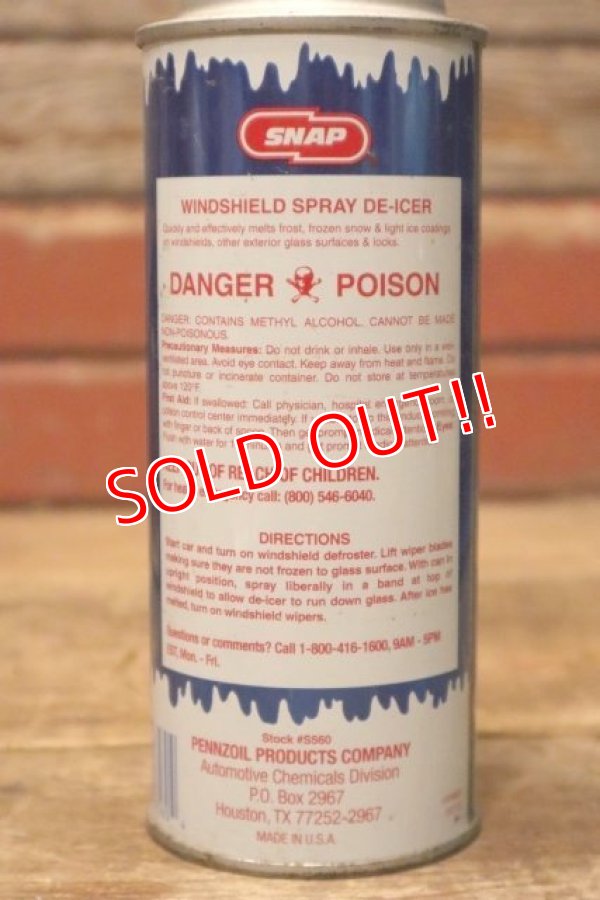 SNAP
WINDSHIELD SPRAY DE-ICER
Quickly and effectively melts frost, frozen snow & light ice coatings
on windshields, other exterior glass surfaces & locks.
DANGER POISON
DANGER: CONTAINS METHYL ALCOHOL. CANNOT BE MADE
NON-POISONOUS.
Precautionary Measures: Do not drink or inhale. Use only in a
ventilated area. Avoid eye contact. Keep away from heat and flame. Do
not puncture or incinerate container. Do not store at temperatures
above 120°F.
First Aid: If swallowed: Call physician, hospital
control center immediately. If
with finger or back of Then get
Flush with water for and get
SOLD OUT!!
OF REACH OF CHILDREN.
For call: (800) 546-6040.
DIRECTIONS
Start car and turn on windshield defroster. Lift wiper blades
making sure they are not frozen to glass surface. With can in
upright position, spray liberally in a band at top of
windshield to allow de-icer to run down glass. After ice has
melted, turn on windshield wipers.
Questions or comments? Call 1-800-416-1600, 9AM - 5PM
EST, Mon. - Fri.
Stock #SS60
PENNZOIL PRODUCTS COMPANY
Automotive Chemicals Division
P.O. Box 2967
Houston, TX 77252-2967
MADE IN U.S.A.